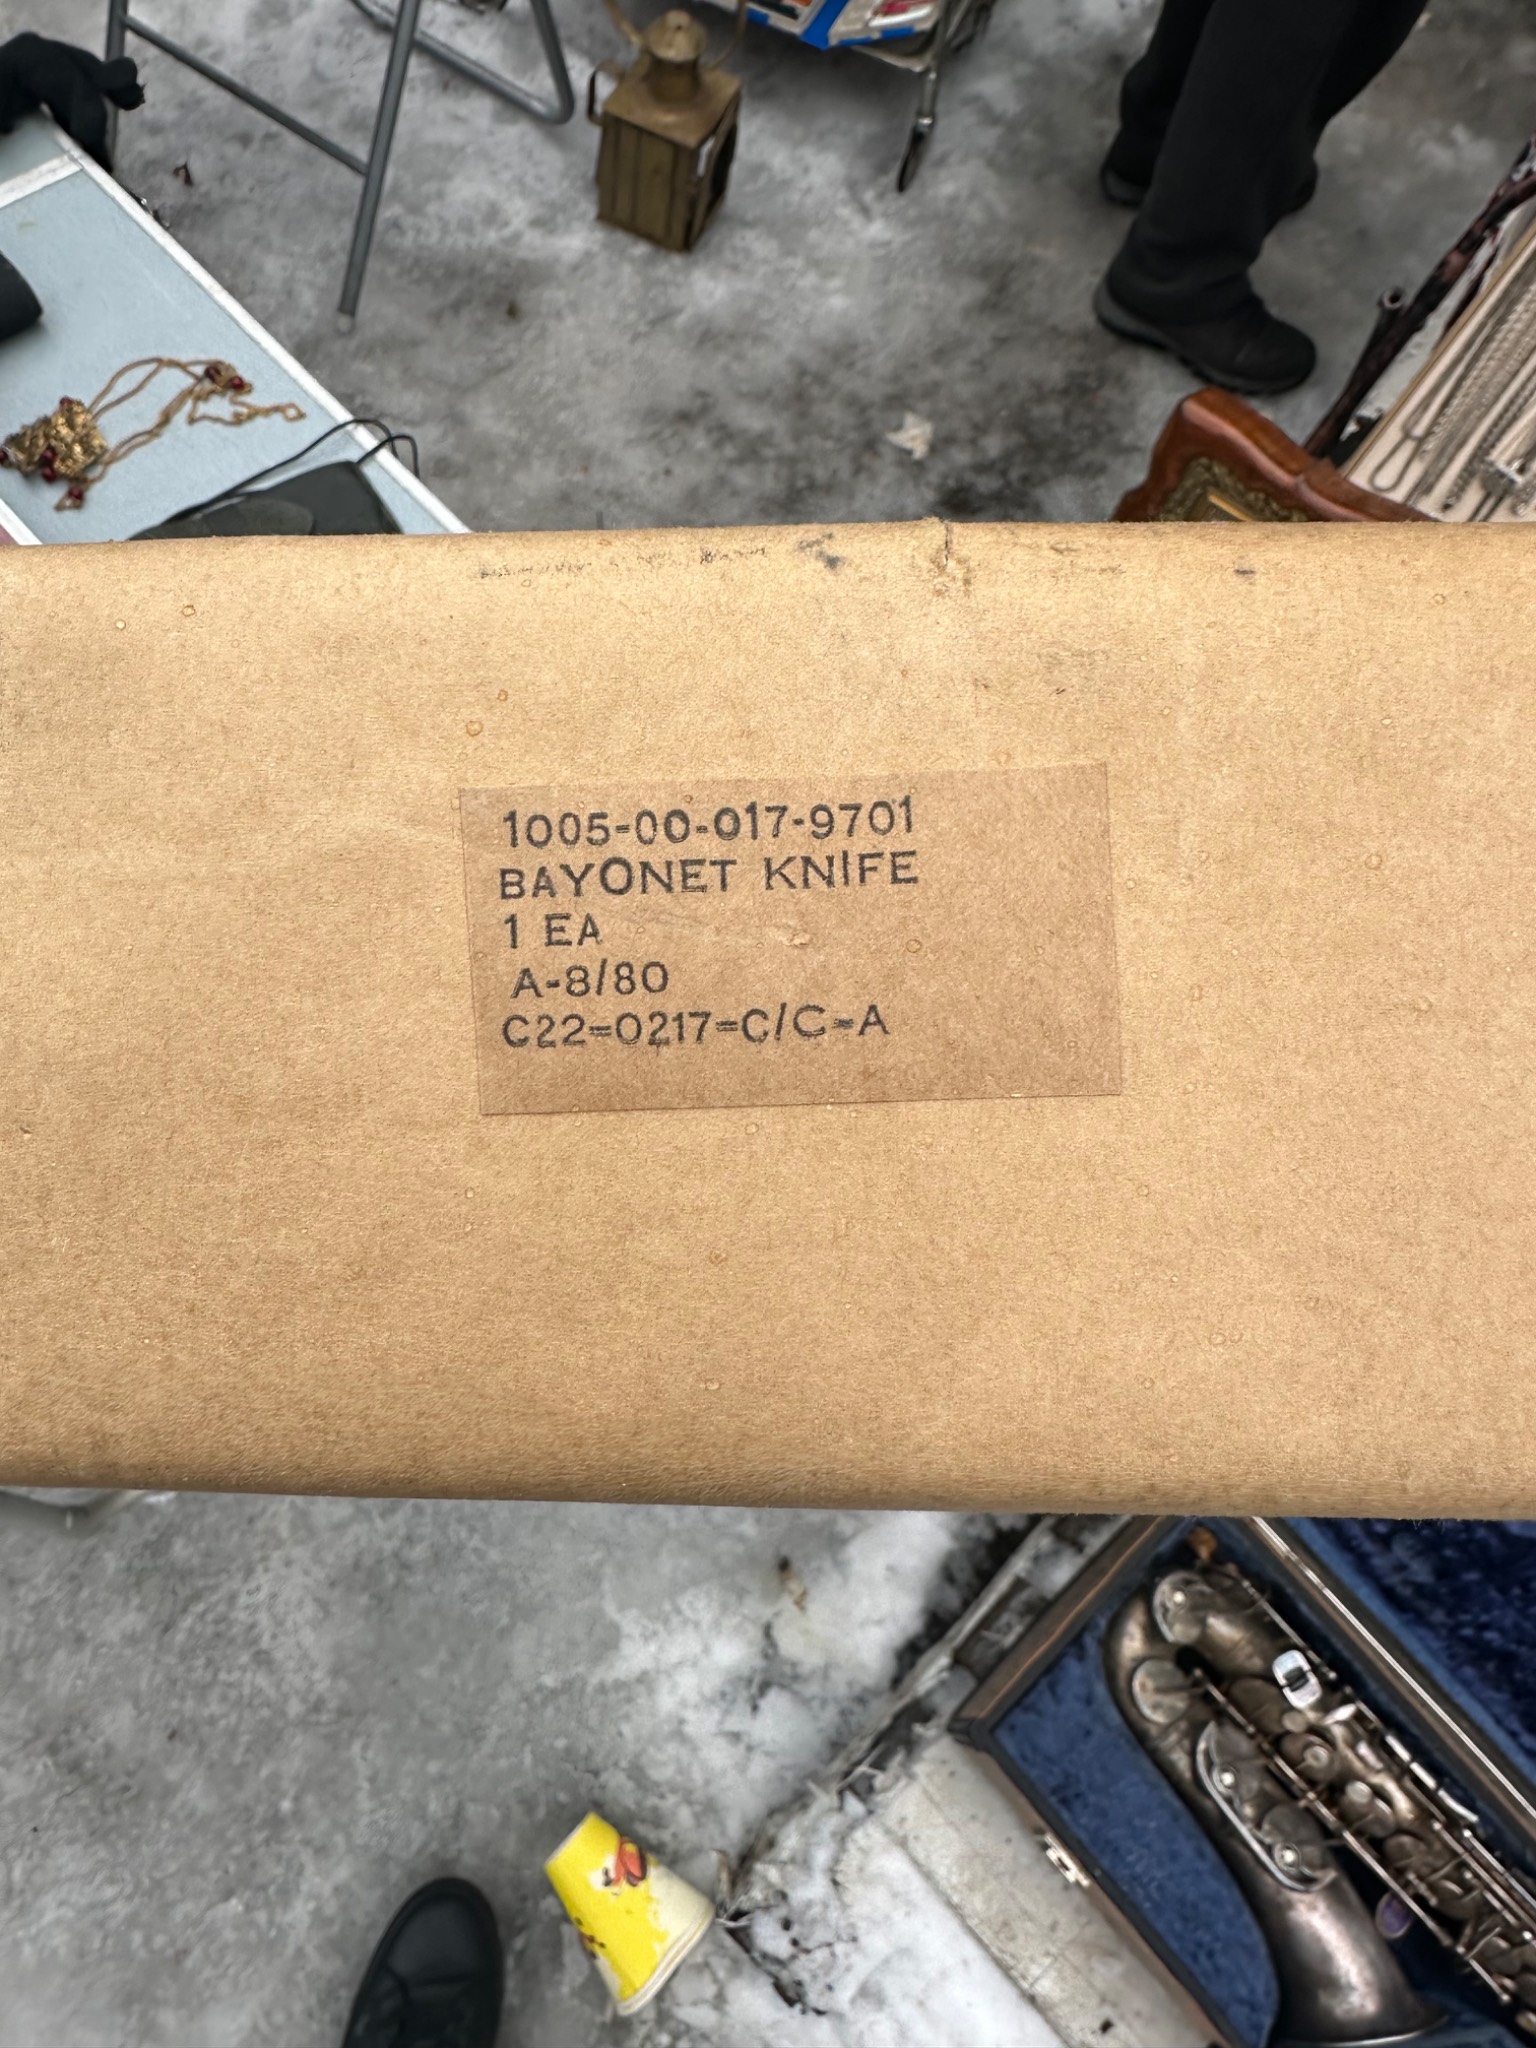 1005-00-017-9701
BAYONET KNIFE
1 EA
A-8/80
C22=0217=C/C=A